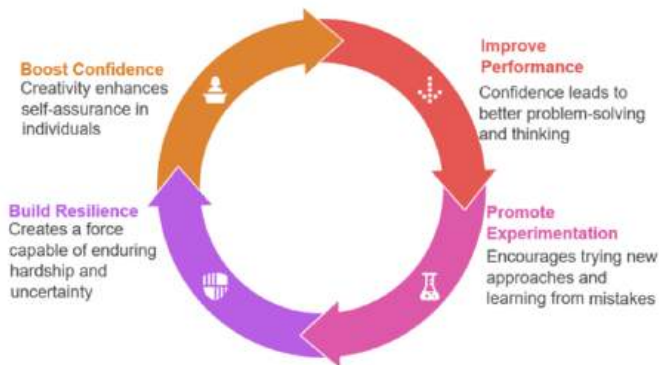 Boost Confidence
Creativity enhances
self-assurance in
individuals
Improve
Performance
Confidence leads to
better problem-solving
and thinking
Build Resilience
Creates a force
capable of enduring
hardship and
uncertainty
Promote
Experimentation
Encourages trying new
approaches and
learning from mistakes